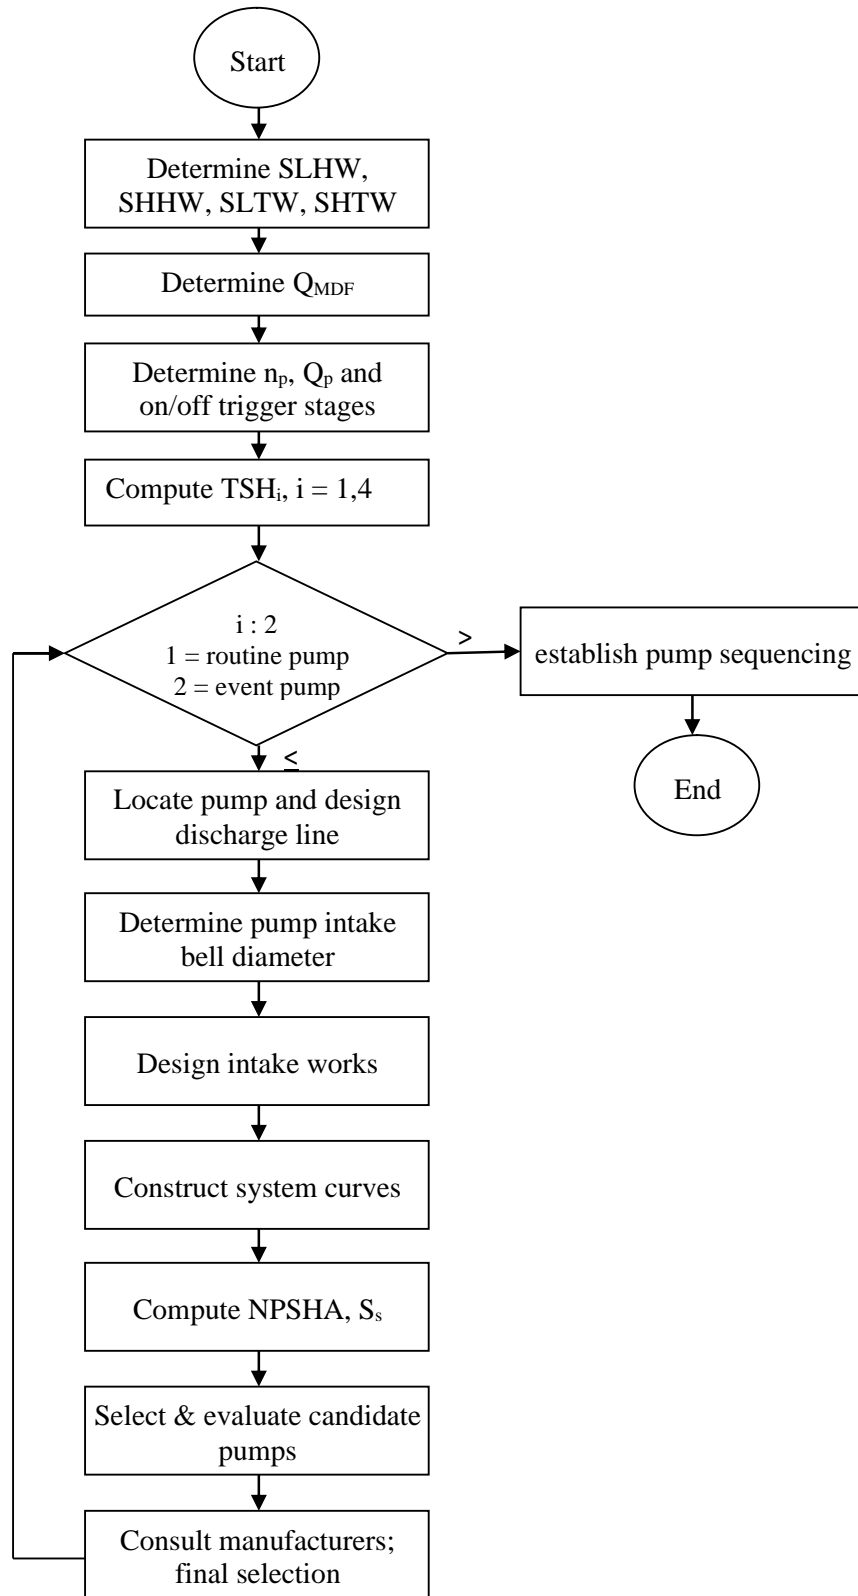 Start
Determine SLHW,
SHHW, SLTW, SHTW
Determine QMDF
Determine np, Qp and
on/off trigger stages
Compute TSHi, i = 1,4
i : 2
1 = routine pump
2 = event pump
>
establish pump sequencing
End
≤
Locate pump and design
discharge line
Determine pump intake
bell diameter
Design intake works
Construct system curves
Compute NPSHA, Ss
Select & evaluate candidate
pumps
Consult manufacturers;
final selection